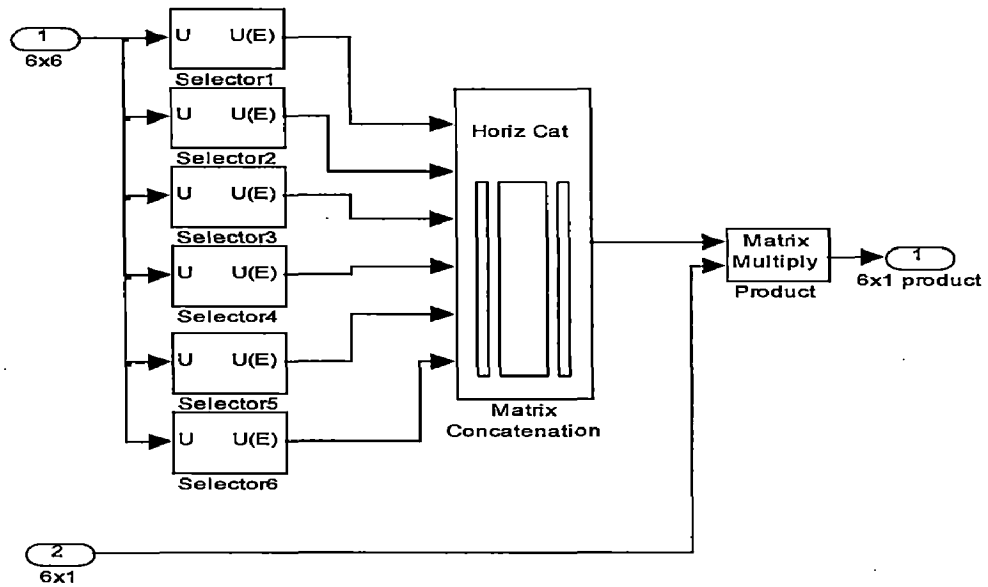 1
6x6
U U(E)
Selector1
U U(E)
Selector2
U U(E)
Selector3
U U(E)
Selector4
U U(E)
Selector5
U U(E)
Selector6
Horiz Cat
Matrix
Concatenation
Matrix
Multiply
Product
1
6x1 product
2
6x1